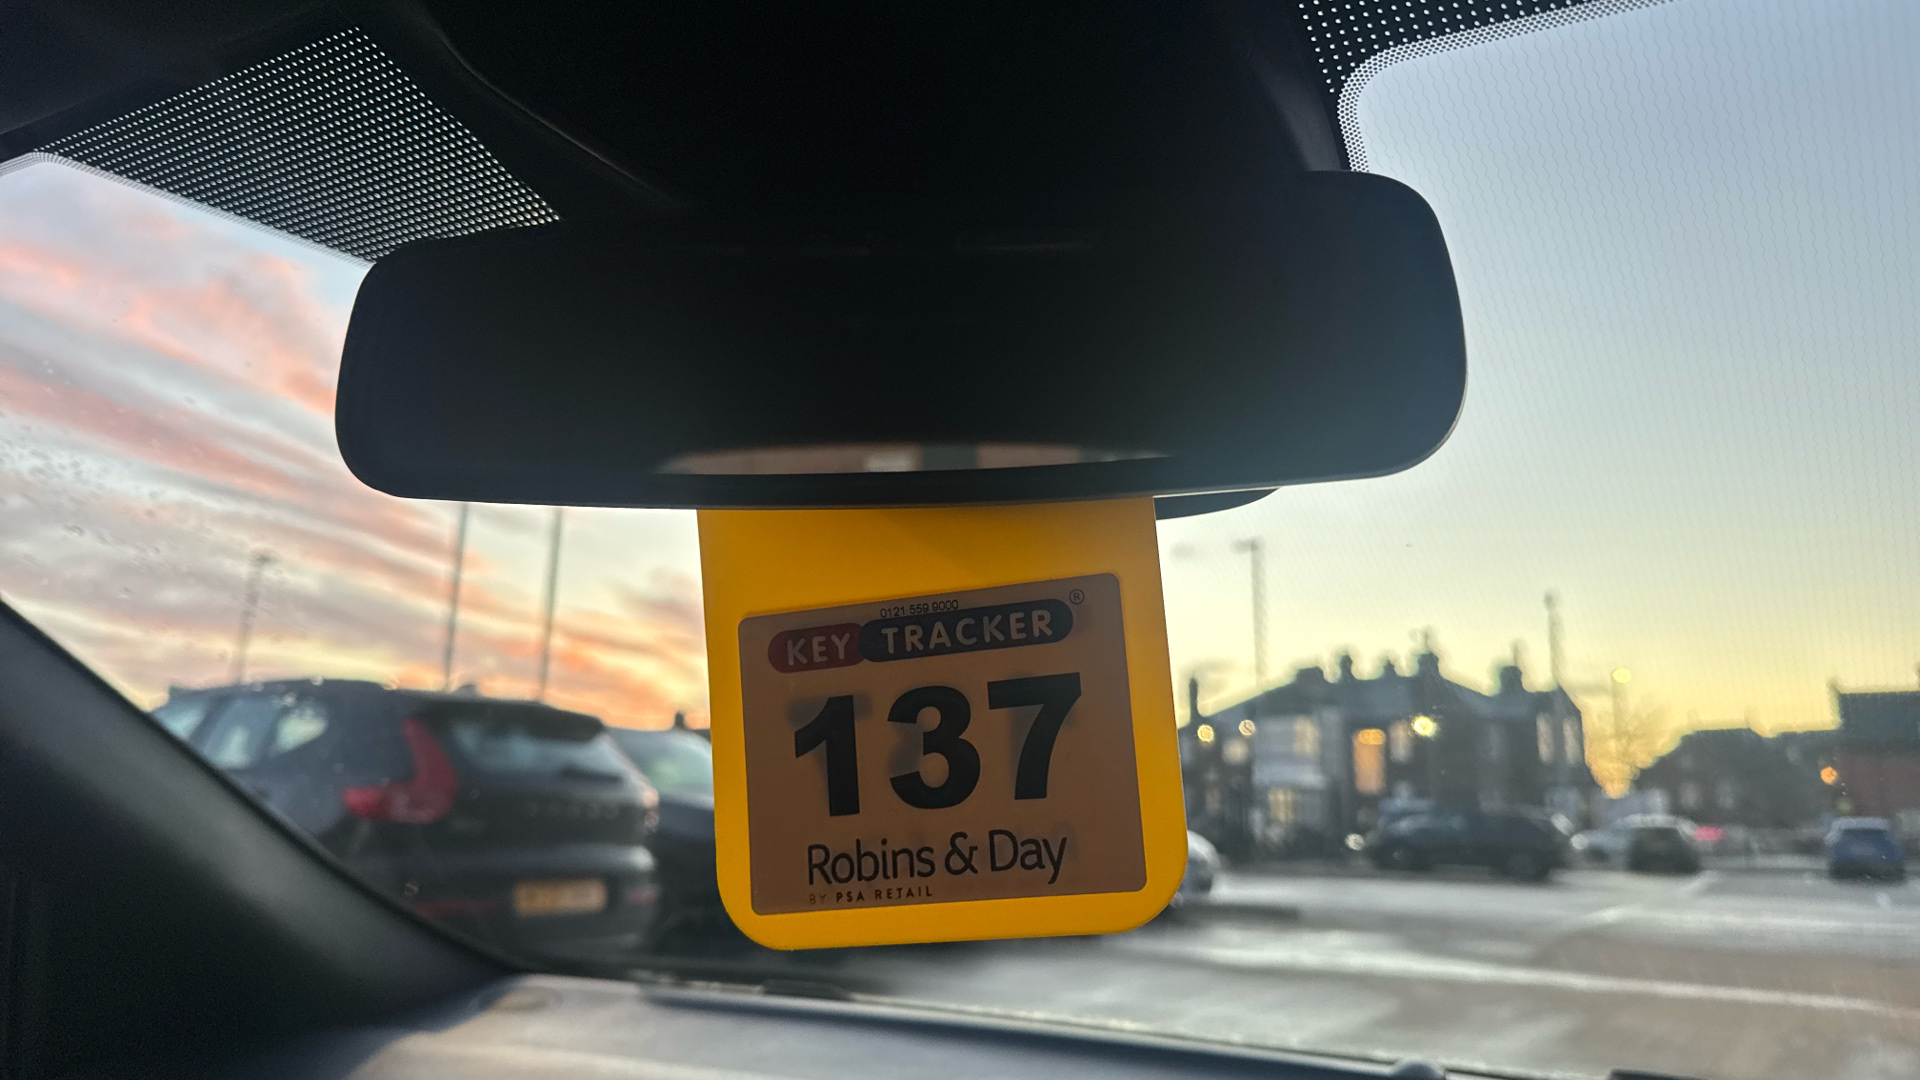 0121 559 9000
KEY TRACKER ®
137
Robins & Day
BY PSA RETAIL